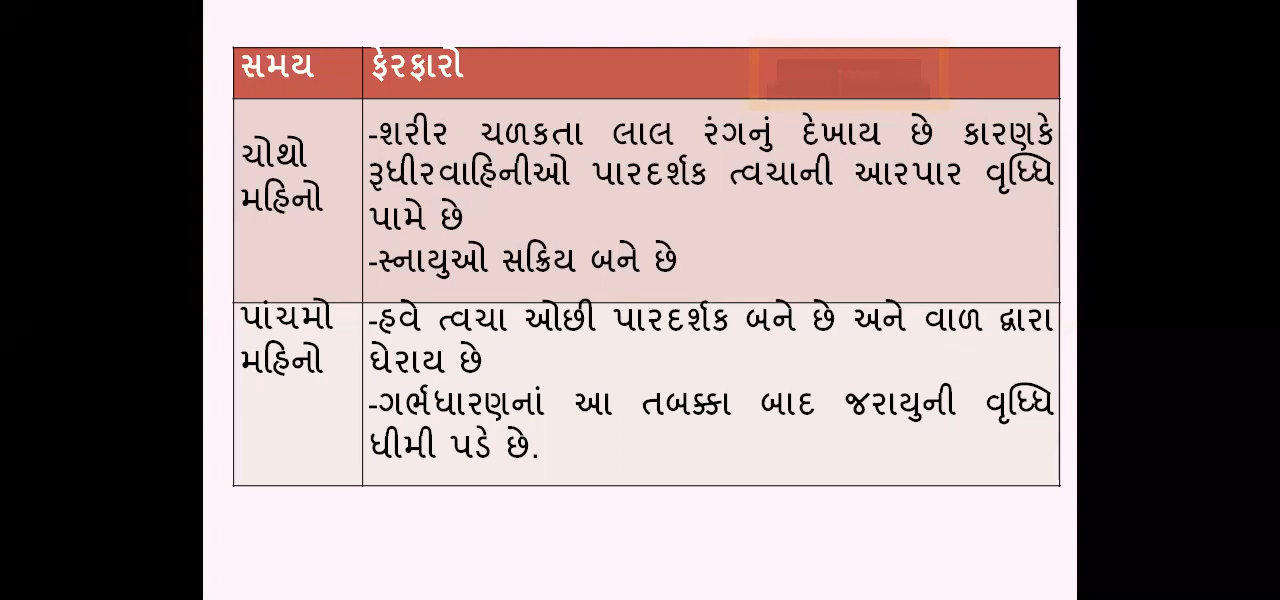 સમય ફેરફારો
ચોથો
મહિનો
-શરીર ચળકતા લાલ રંગનું દેખાય છે કારણકે
રૂધીરવાહિનીઓ પારદર્શક ત્વચાની આરપાર વૃધ્ધિ
પામે છે
-સ્નાયુઓ સક્રિય બને છે
પાંચમો
મહિનો
-હવે ત્વચા ઓછી પારદર્શક બને છે અને વાળ દ્વારા
ઘેરાય છે
-ગર્ભધારણનાં આ તબક્કા બાદ જરાયુની વૃધ્ધિ
ધીમી પડે છે.